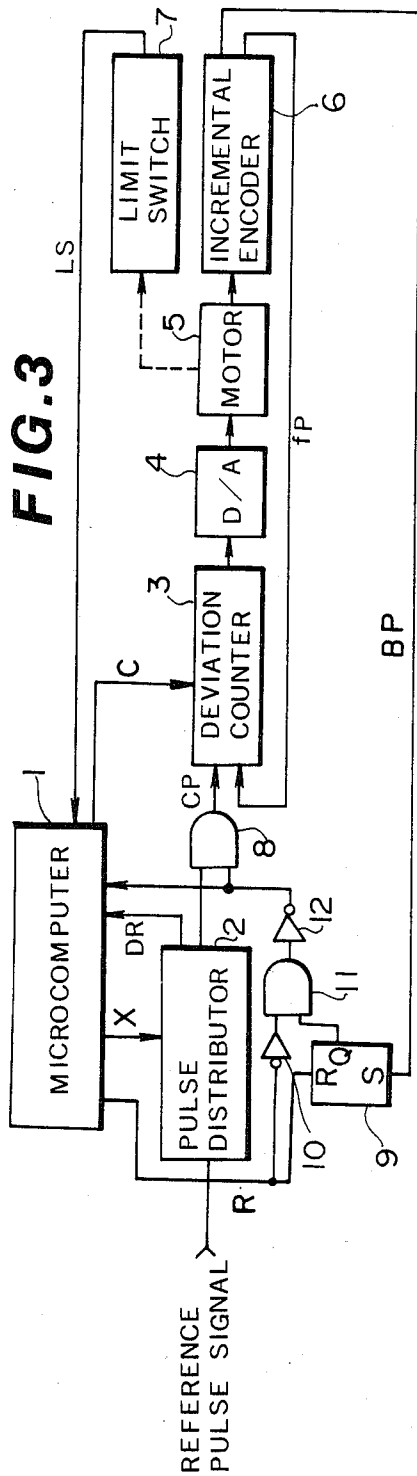 FIG.3
LS
1
MICROCOMPUTER
C
7
LIMIT
SWITCH
X
DR
2
PULSE
DISTRIBUTOR
R
REFERENCE
PULSE SIGNAL
CP
8
3
DEVIATION
COUNTER
4
D/A
5
MOTOR
6
INCREMENTAL
ENCODER
fP
12
11
10
R
Q
S
9
BP